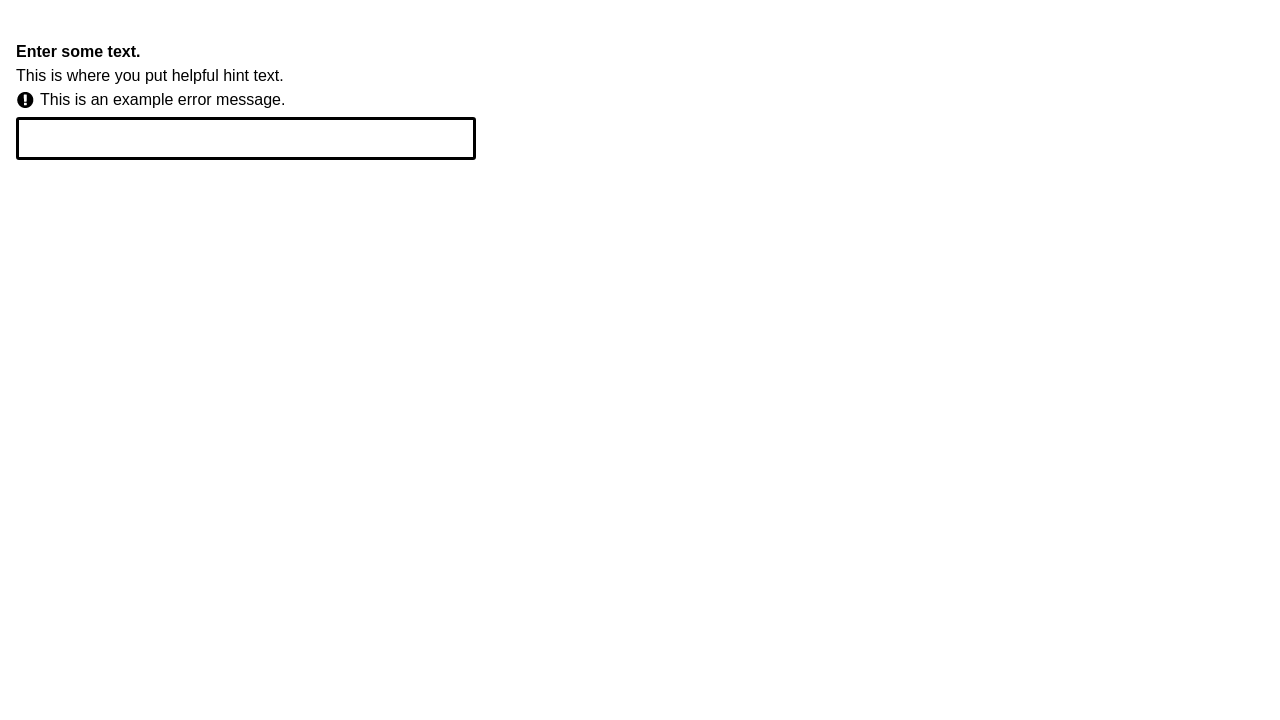 Enter some text.
This is where you put helpful hint text.
This is an example error message.